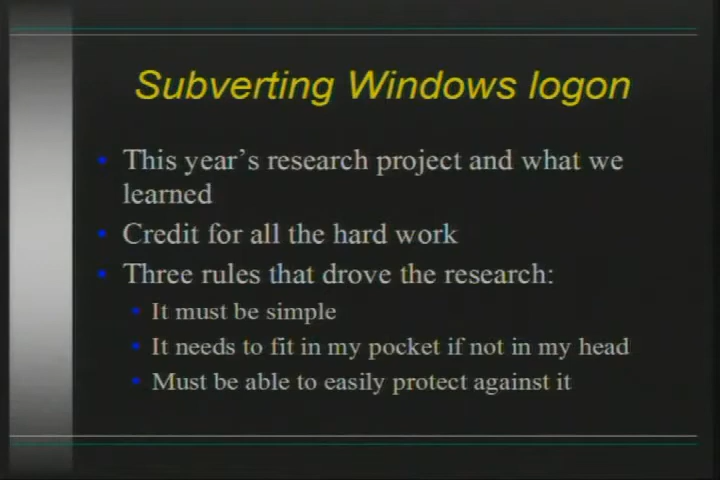 Subverting Windows logon
This year's research project and what we
learned
Credit for all the hard work
Three rules that drove the research:
It must be simple
It needs to fit in my pocket if not in my head
Must be able to easily protect against it